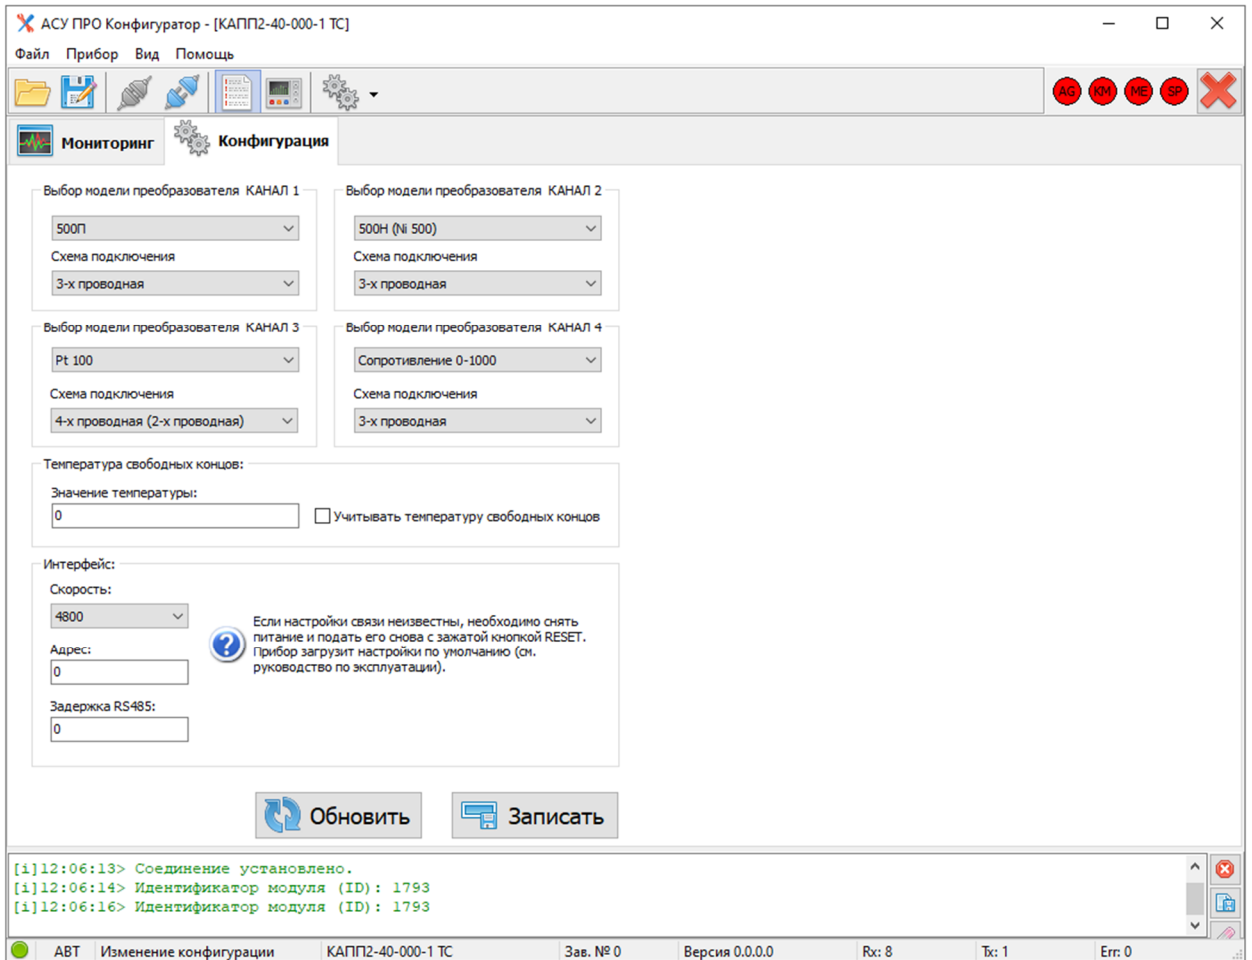 АСУ ПРО Конфигуратор - [КАПП2-40-000-1 ТС]
Файл Прибор Вид Помощь
AG KM ME SP
Мониторинг Конфигурация
Выбор модели преобразователя КАНАЛ 1
500П
Схема подключения
3-х проводная
Выбор модели преобразователя КАНАЛ 2
500Н (Ni 500)
Схема подключения
3-х проводная
Выбор модели преобразователя КАНАЛ 3
Pt 100
Схема подключения
4-х проводная (2-х проводная)
Выбор модели преобразователя КАНАЛ 4
Сопротивление 0-1000
Схема подключения
3-х проводная
Температура свободных концов:
Значение температуры:
0
Учитывать температуру свободных концов
Интерфейс:
Скорость:
4800
Адрес:
0
Задержка RS485:
0
Если настройки связи неизвестны, необходимо снять
питание и подать его снова с зажатой кнопкой RESET.
Прибор загрузит настройки по умолчанию (см.
руководство по эксплуатации).
Обновить Записать
[i]12:06:13> Соединение установлено.
[i]12:06:14> Идентификатор модуля (ID): 1793
[i]12:06:16> Идентификатор модуля (ID): 1793
АВТ Изменение конфигурации КАПП2-40-000-1 ТС Зав. № 0 Версия 0.0.0.0 Rx: 8 Tx: 1 Err: 0